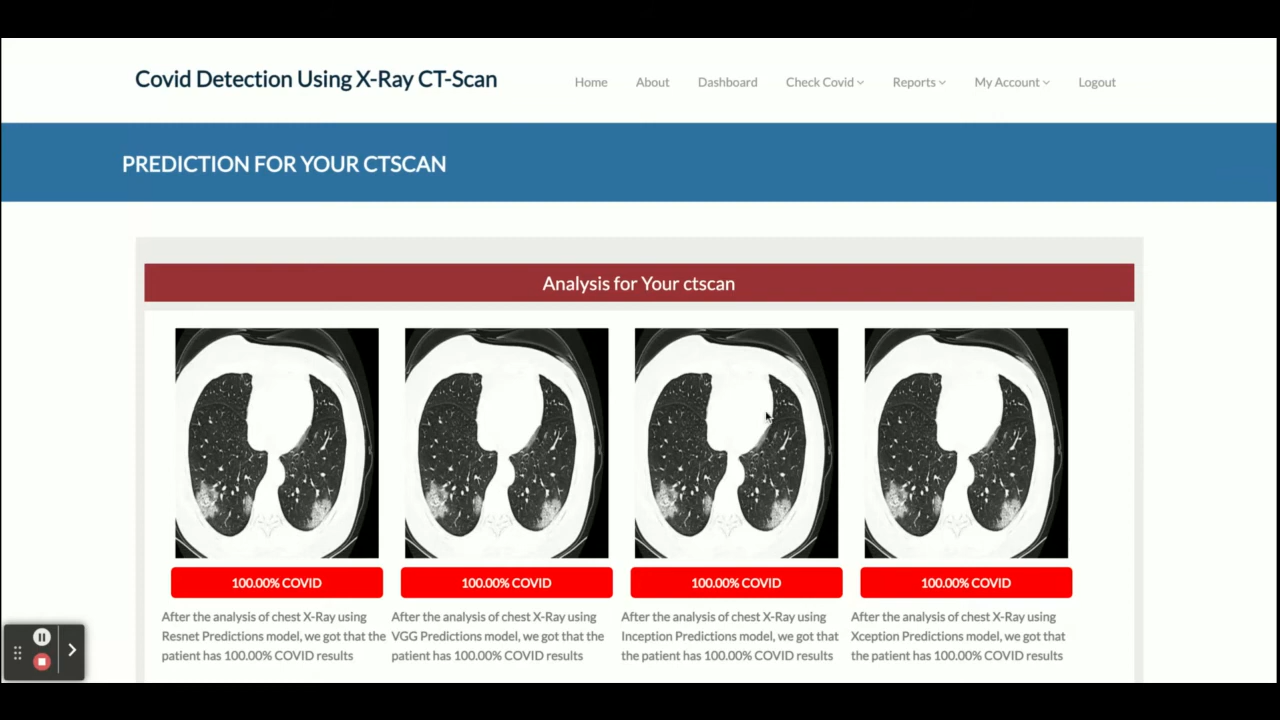 Covid Detection Using X-Ray CT-Scan
Home About Dashboard Check Covid Reports My Account Logout
PREDICTION FOR YOUR CTSCAN
Analysis for Your ctscan
100.00% COVID
After the analysis of chest X-Ray using
Resnet Predictions model, we got that the
patient has 100.00% COVID results
100.00% COVID
After the analysis of chest X-Ray using
VGG Predictions model, we got that the
patient has 100.00% COVID results
100.00% COVID
After the analysis of chest X-Ray using
Inception Predictions model, we got that
the patient has 100.00% COVID results
100.00% COVID
After the analysis of chest X-Ray using
Xception Predictions model, we got that
the patient has 100.00% COVID results